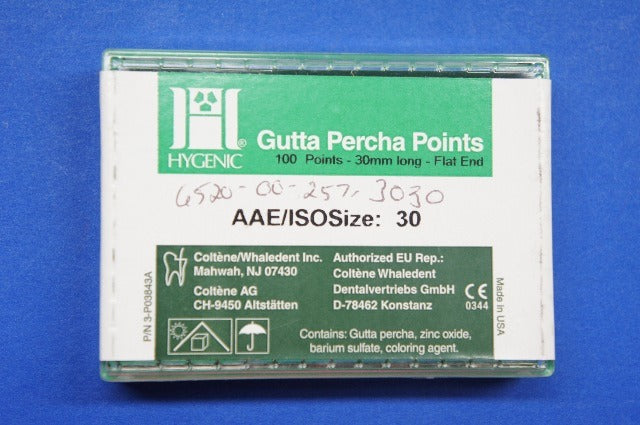 HYGENIC®
Gutta Percha Points
100 Points - 30mm long - Flat End
6520-00-257-3030
AAE/ISOSize: 30
P/N 3-P03843A
Coltène/Whaledent Inc.
Mahwah, NJ 07430
Coltène AG
CH-9450 Altstätten
Authorized EU Rep.:
Coltène Whaledent
Dentalvertriebs GmbH
D-78462 Konstanz
CE
0344
Made in USA
Contains: Gutta percha, zinc oxide,
barium sulfate, coloring agent.